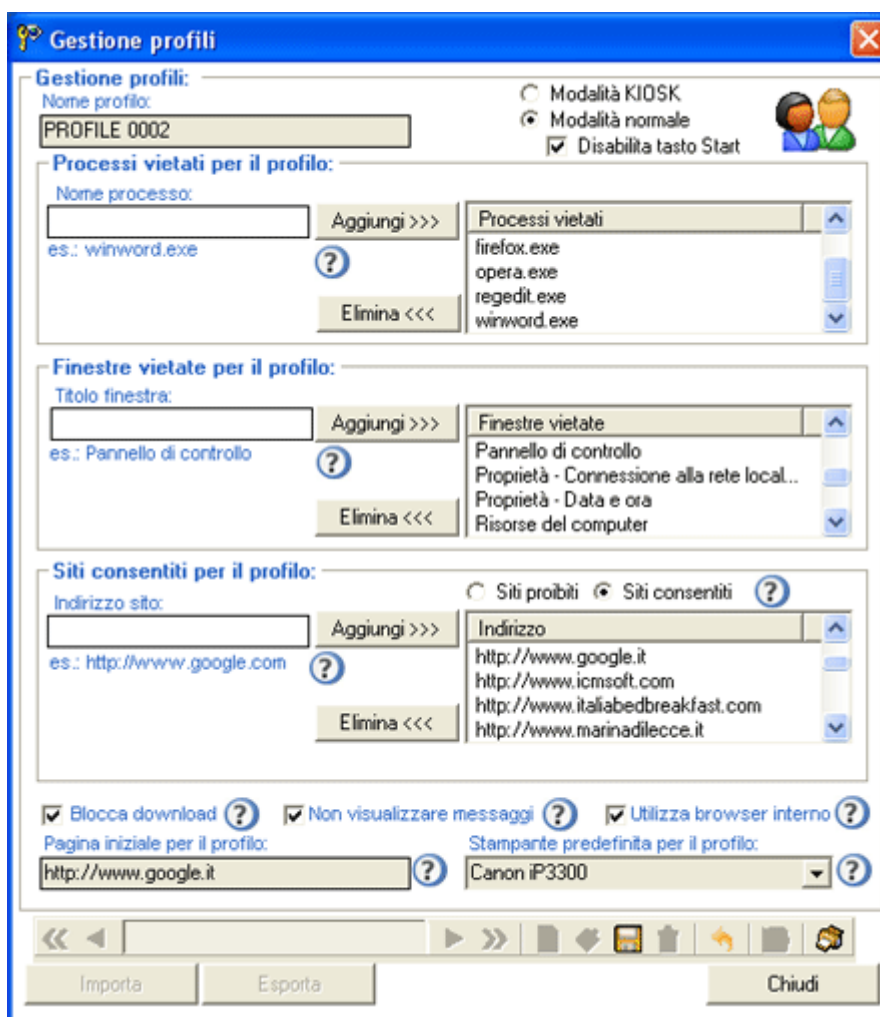 Gestione profili
Gestione profili:
Nome profilo:
PROFILE 0002
Modalità KIOSK
Modalità normale
Disabilita tasto Start
Processi vietati per il profilo:
Nome processo:
es.: winword.exe
Aggiungi >>>
Elimina <<<
Processi vietati
firefox.exe
opera.exe
regedit.exe
winword.exe
Finestre vietate per il profilo:
Titolo finestra:
es.: Pannello di controllo
Aggiungi >>>
Elimina <<<
Finestre vietate
Pannello di controllo
Proprietà - Connessione alla rete local...
Proprietà - Data e ora
Risorse del computer
Siti consentiti per il profilo:
Siti proibiti Siti consentiti
Indirizzo sito:
es.: http://www.google.com
Aggiungi >>>
Elimina <<<
Indirizzo
http://www.google.it
http://www.icmsoft.com
http://www.italiabedbreakfast.com
http://www.marinadilecce.it
Blocca download Non visualizzare messaggi Utilizza browser interno
Pagina iniziale per il profilo:
http://www.google.it
Stampante predefinita per il profilo:
Canon iP3300
Importa Esporta Chiudi